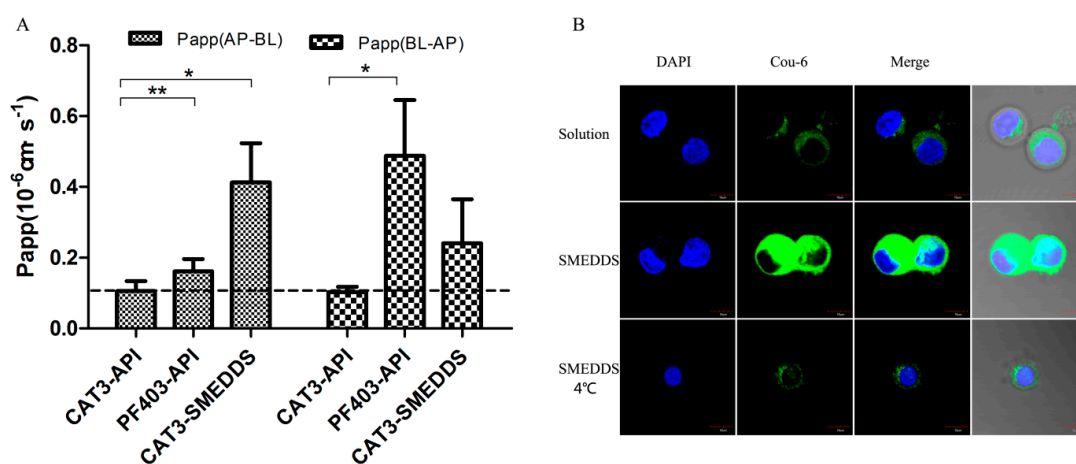 A
Papp(AP-BL)
Papp(BL-AP)
Papp(10⁻⁶cm s⁻¹)
0.8
0.6
0.4
0.2
0.0
*
**
*
CAT3-API
PF403-API
CAT3-SMEDDS
CAT3-API
PF403-API
CAT3-SMEDDS
B
DAPI Cou-6 Merge
Solution
SMEDDS
SMEDDS
4℃